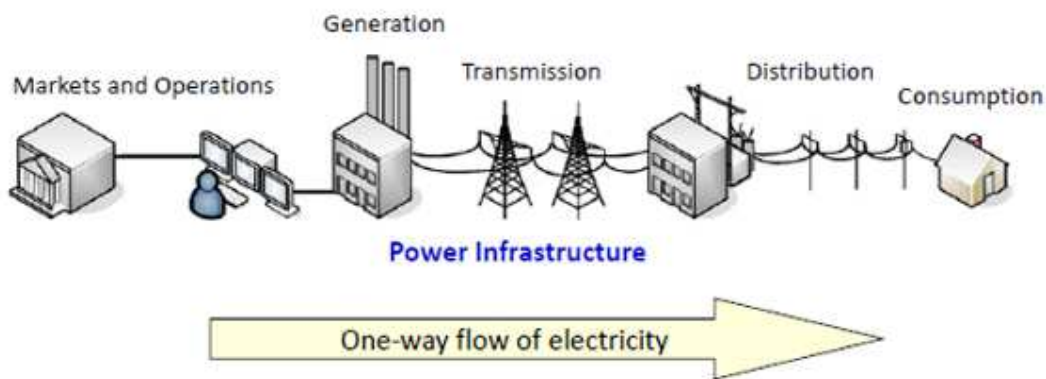 Generation
Markets and Operations
Transmission
Distribution
Consumption
Power Infrastructure
One-way flow of electricity